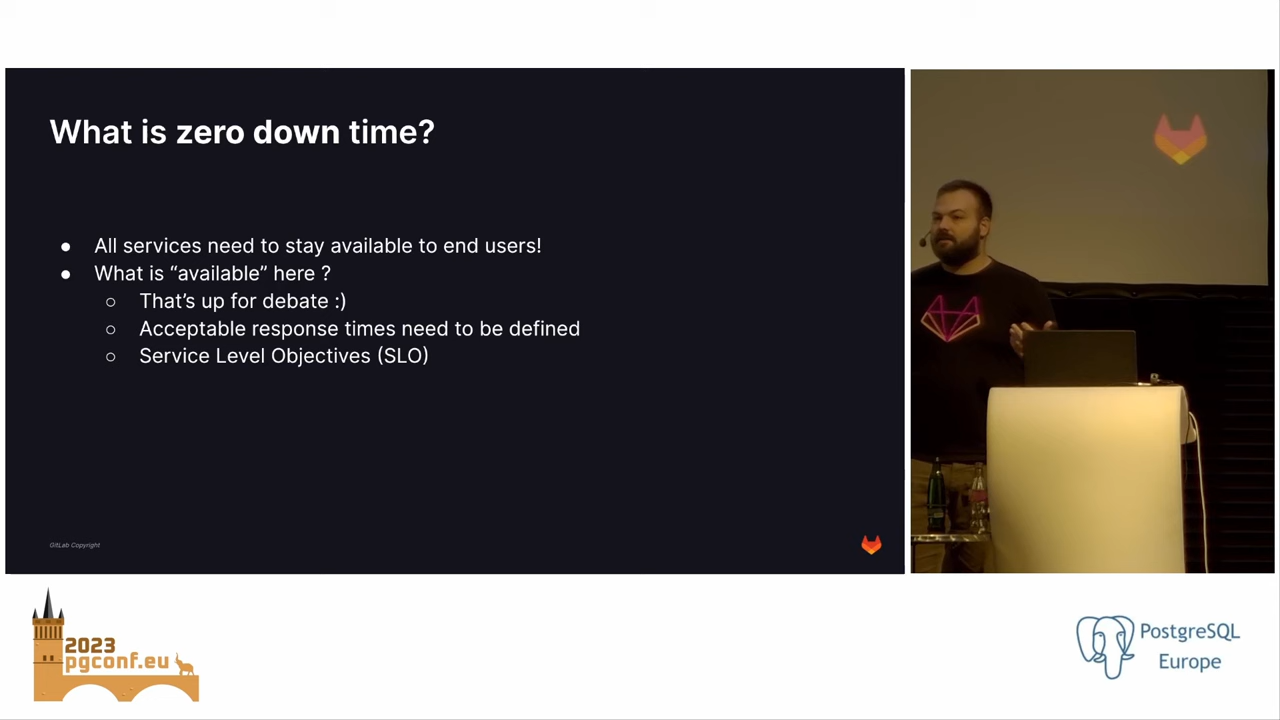 What is zero down time?
● All services need to stay available to end users!
● What is “available” here ?
○ That’s up for debate :)
○ Acceptable response times need to be defined
○ Service Level Objectives (SLO)
GitLab Copyright
2023
pgconf.eu
PostgreSQL
Europe